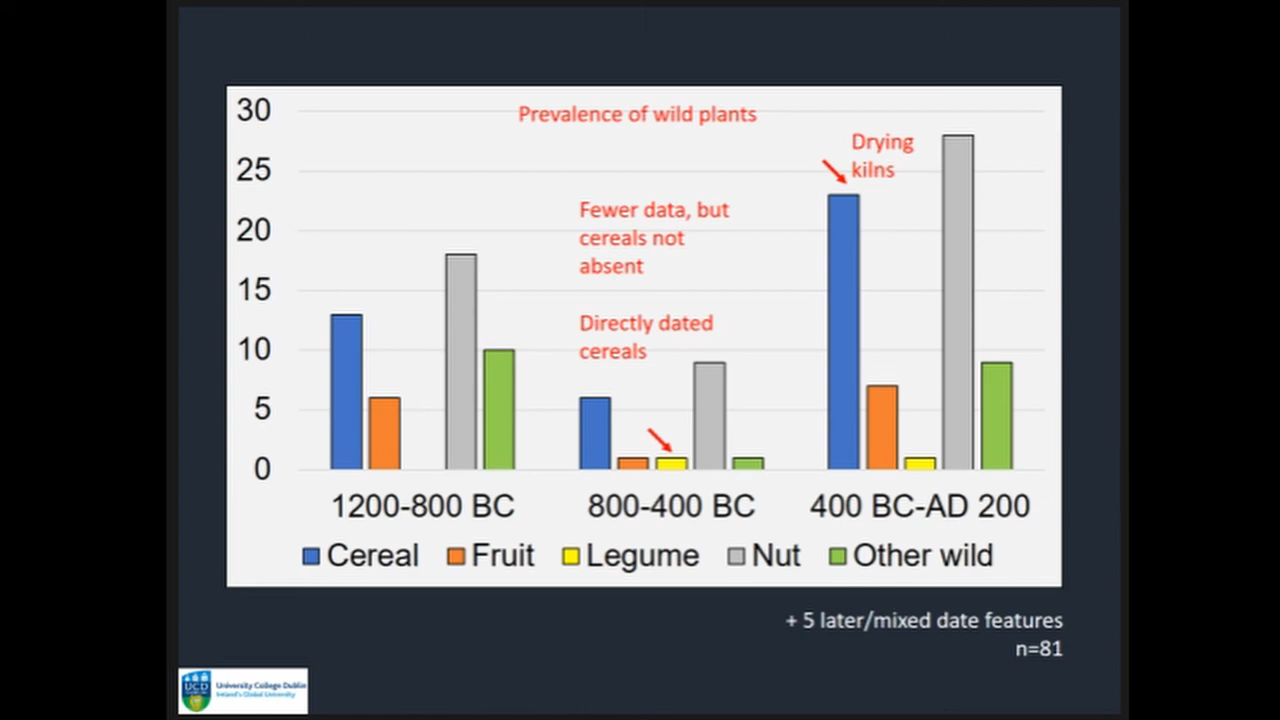 30
Prevalence of wild plants
Drying
kilns
25
Fewer data, but
cereals not
absent
20
15
Directly dated
cereals
10
5
0
1200-800 BC
800-400 BC
400 BC-AD 200
Cereal
Fruit
Legume
Nut
Other wild
+ 5 later/mixed date features
n=81
UCD
University College Dublin
Ireland's Global University